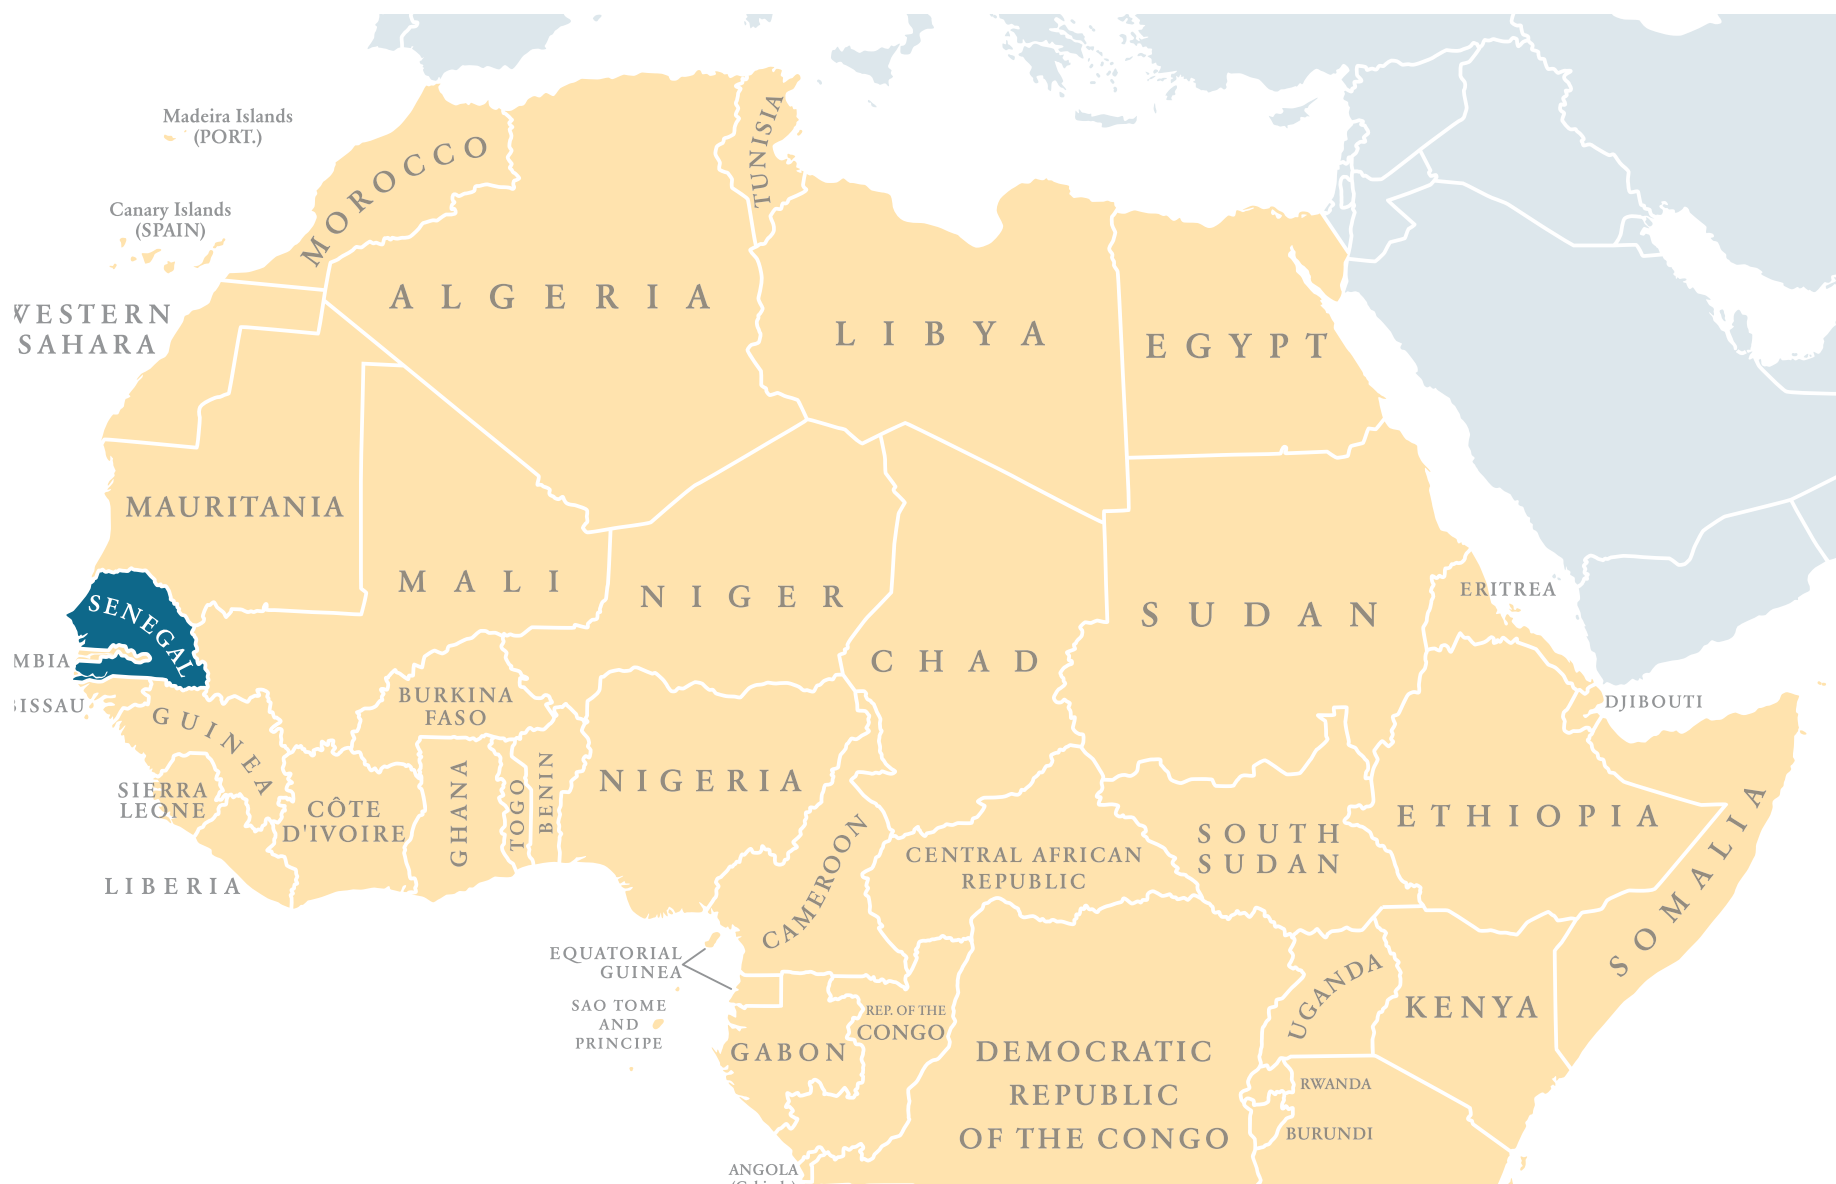 Madeira Islands
(PORT.)
Canary Islands
(SPAIN)
WESTERN
SAHARA
MOROCCO
TUNISIA
ALGERIA
LIBYA
EGYPT
MAURITANIA
MALI
NIGER
CHAD
SUDAN
ERITREA
SENEGAL
MBIA
ISSAU
GUINEA
BURKINA
FASO
DJIBOUTI
SIERRA
LEONE
CÔTE
D'IVOIRE
GHANA
TOGO
BENIN
NIGERIA
CAMEROON
CENTRAL AFRICAN
REPUBLIC
SOUTH
SUDAN
ETHIOPIA
SOMALIA
LIBERIA
EQUATORIAL
GUINEA
SAO TOME
AND
PRINCIPE
GABON
REP. OF THE
CONGO
DEMOCRATIC
REPUBLIC
OF THE CONGO
UGANDA
KENYA
RWANDA
BURUNDI
ANGOLA